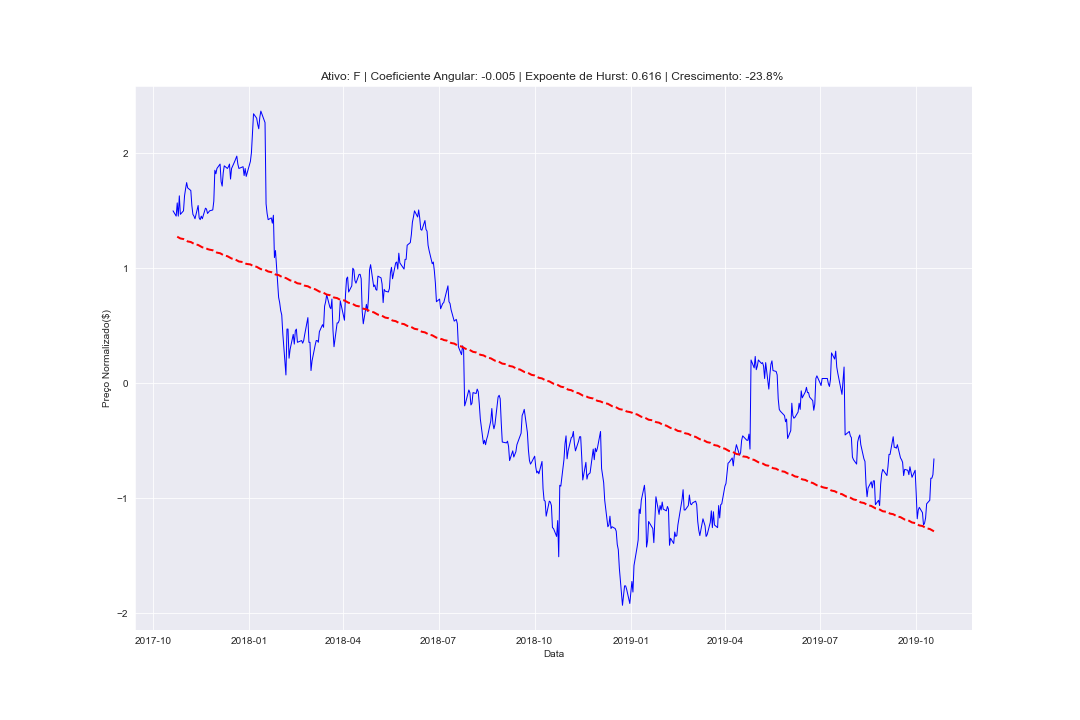 Ativo: F | Coeficiente Angular: -0.005 | Expoente de Hurst: 0.616 | Crescimento: -23.8%
Preço Normalizado($)
2
1
0
−1
−2
2017-10 2018-01 2018-04 2018-07 2018-10 2019-01 2019-04 2019-07 2019-10
Data